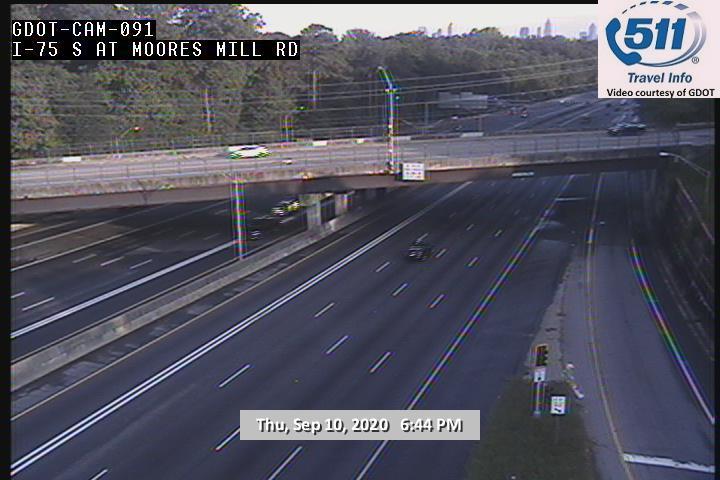 GDOT-CAM-091
I-75 S AT MOORES MILL RD
511
Travel Info
Video courtesy of GDOT
Thu, Sep 10, 2020 6:44 PM